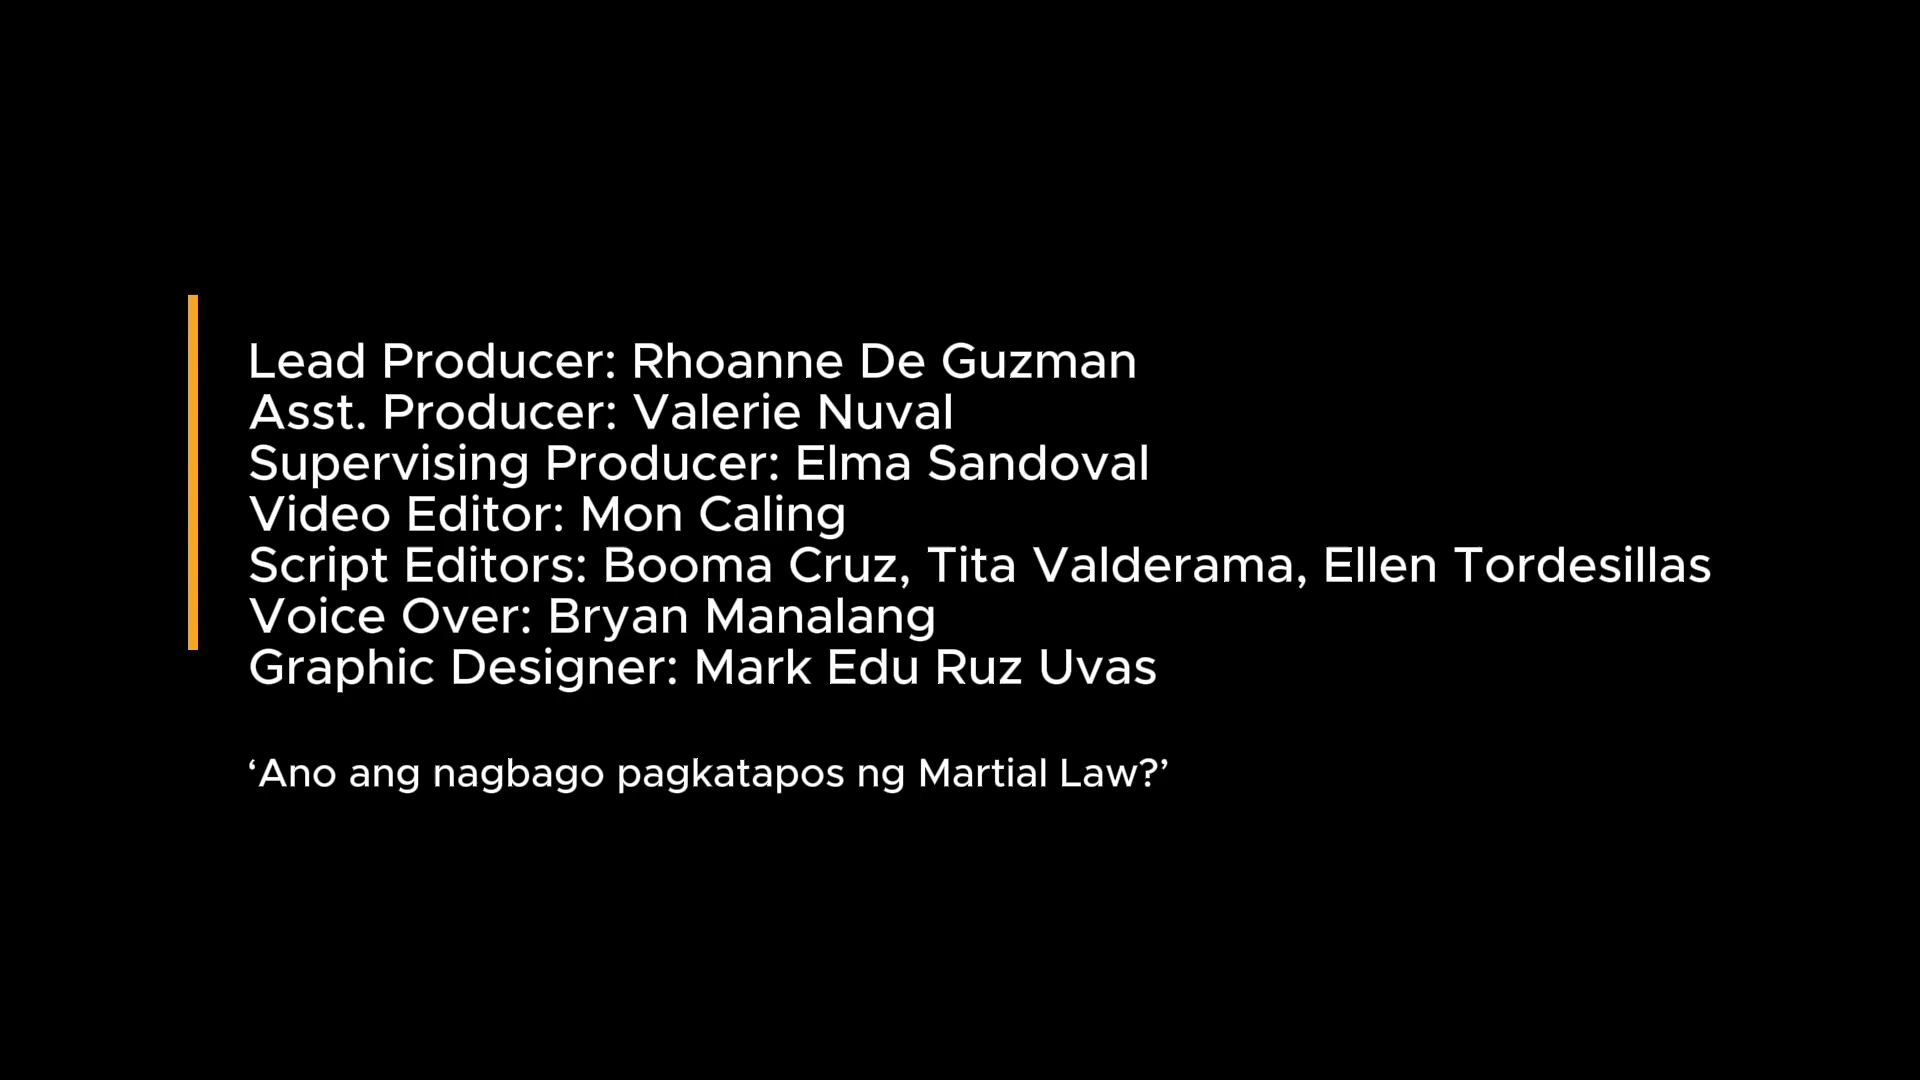 Lead Producer: Rhoanne De Guzman
Asst. Producer: Valerie Nuval
Supervising Producer: Elma Sandoval
Video Editor: Mon Caling
Script Editors: Booma Cruz, Tita Valderama, Ellen Tordesillas
Voice Over: Bryan Manalang
Graphic Designer: Mark Edu Ruz Uvas
‘Ano ang nagbago pagkatapos ng Martial Law?’